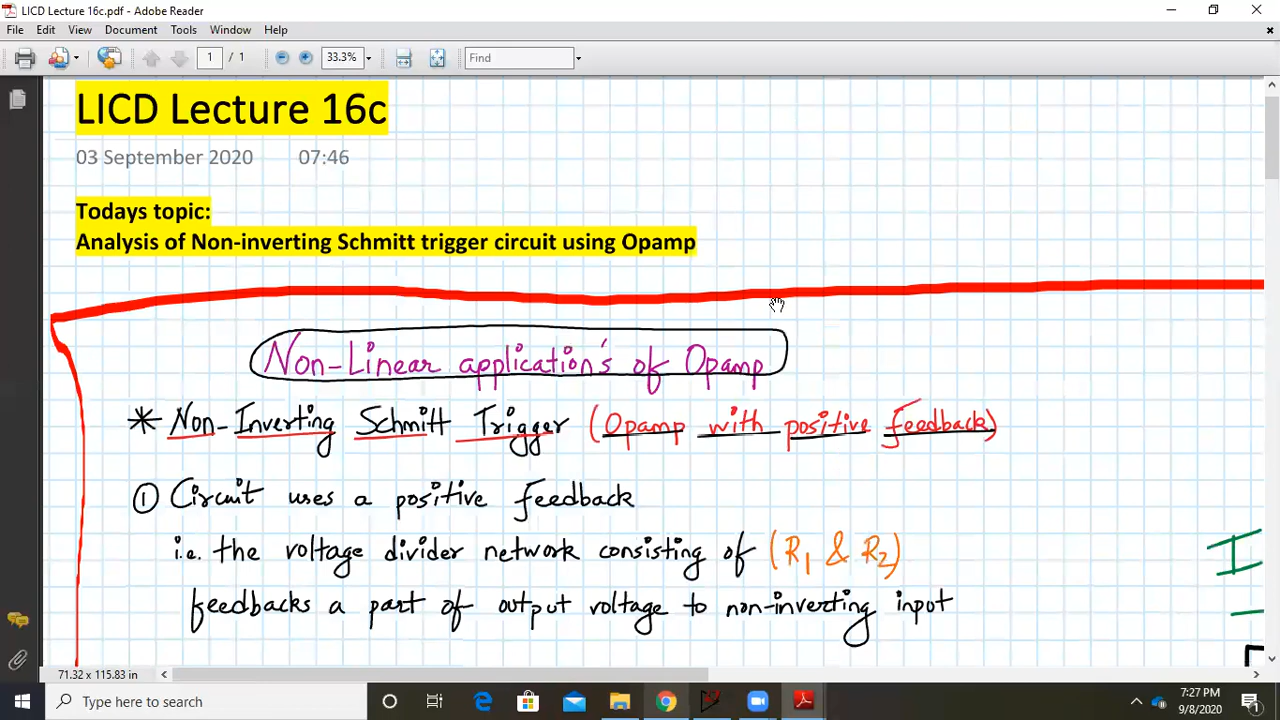 LICD Lecture 16c.pdf - Adobe Reader
File Edit View Document Tools Window Help
1 / 1 33.3% Find
LICD Lecture 16c
03 September 2020 07:46
Todays topic:
Analysis of Non-inverting Schmitt trigger circuit using Opamp
Non-Linear application's of Opamp
* Non-Inverting Schmitt Trigger (Opamp with positive feedback)
① Circuit uses a positive feedback
i.e. the voltage divider network consisting of (R1 & R2)
feedbacks a part of output voltage to non-inverting input
I
71.32 x 115.83 in
Type here to search
7:27 PM
9/8/2020
1